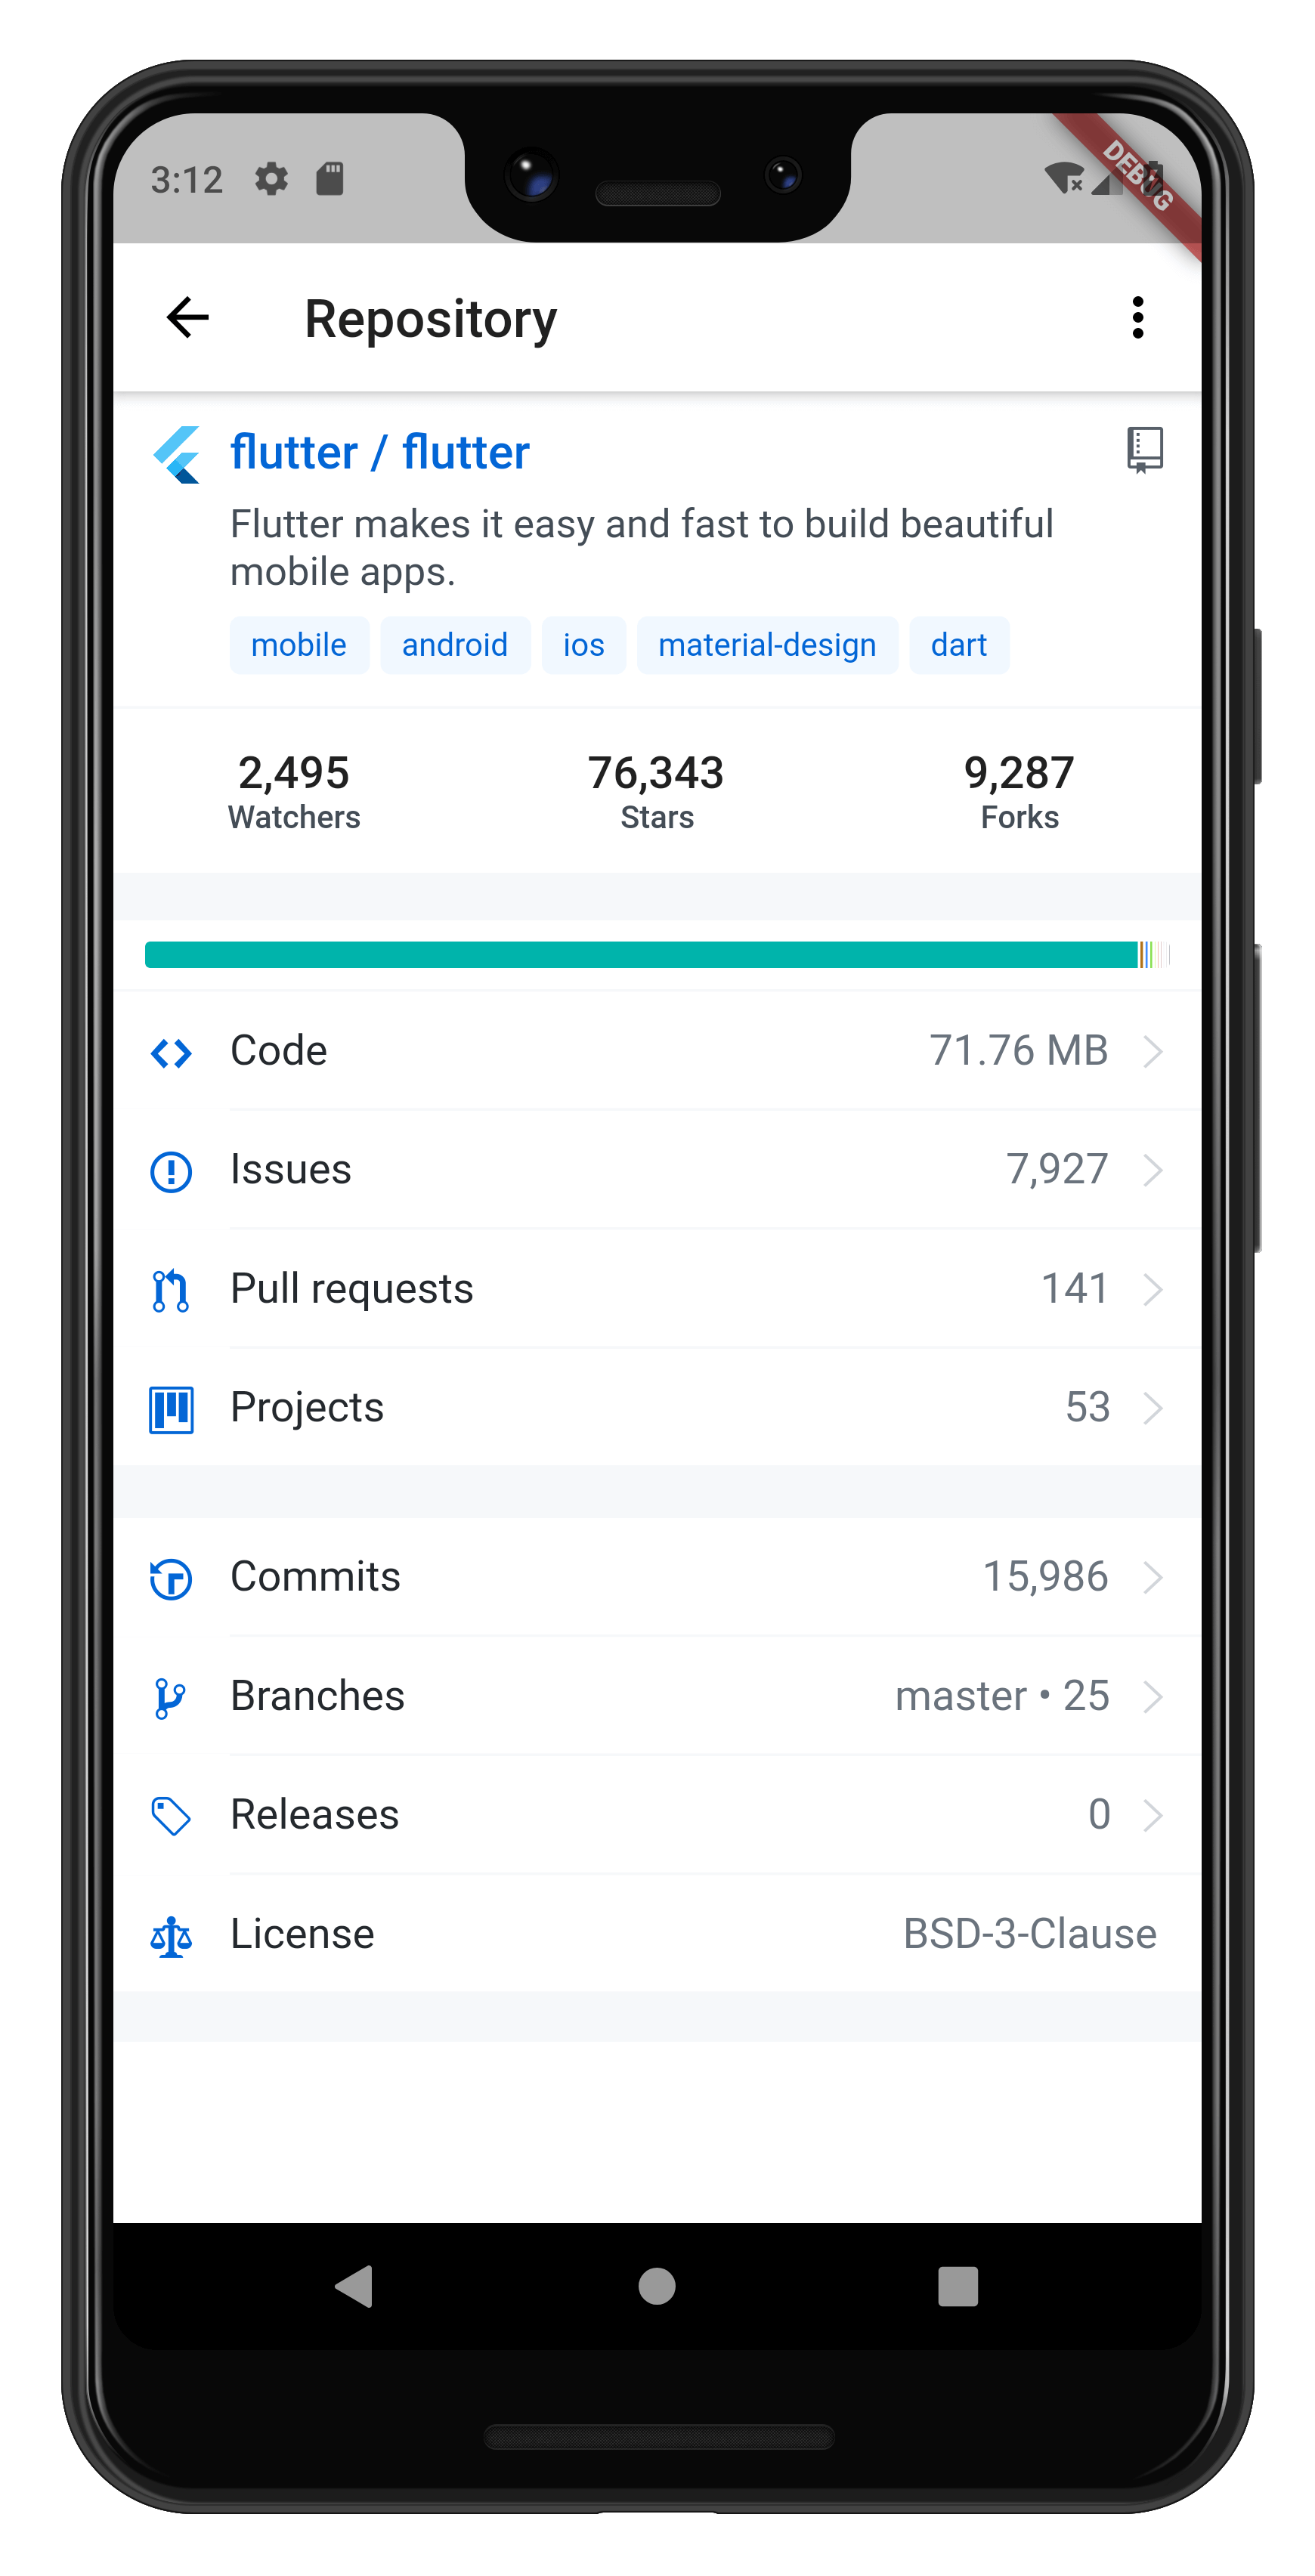 3:12
DEBUG
Repository
flutter / flutter
Flutter makes it easy and fast to build beautiful
mobile apps.
mobile android ios material-design dart
2,495 76,343 9,287
Watchers Stars Forks
Code 71.76 MB
Issues 7,927
Pull requests 141
Projects 53
Commits 15,986
Branches master • 25
Releases 0
License BSD-3-Clause